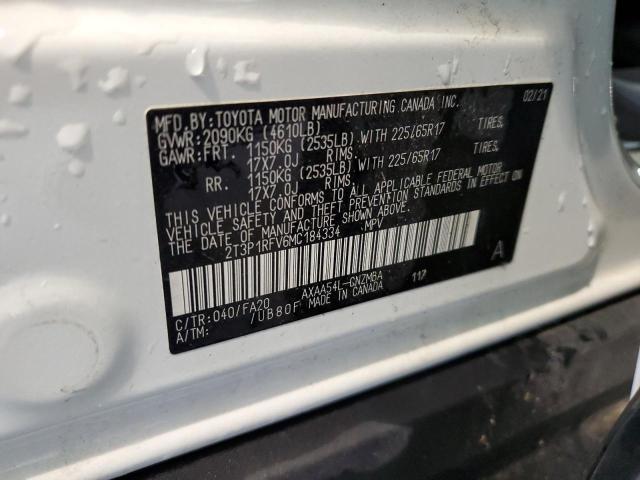 MFD.BY:TOYOTA MOTOR MANUFACTURING CANADA INC. 02/21
GVWR: 2090KG (4610LB)
GAWR:FRT 1150KG (2535LB) WITH 225/65R17 TIRES.
17X7.0J RIMS.
RR. 1150KG (2535LB) WITH 225/65R17 TIRES.
17X7.0J RIMS.
THIS VEHICLE CONFORMS TO ALL APPLICABLE FEDERAL MOTOR
VEHICLE SAFETY AND THEFT PREVENTION STANDARDS IN EFFECT ON
THE DATE OF MANUFACTURE SHOWN ABOVE.
2T3P1RFV6MC184334 MPV
A
C/TR:040/FA20 AXAA54L-CNZMBA 117
A/TM: /UB80F MADE IN CANADA